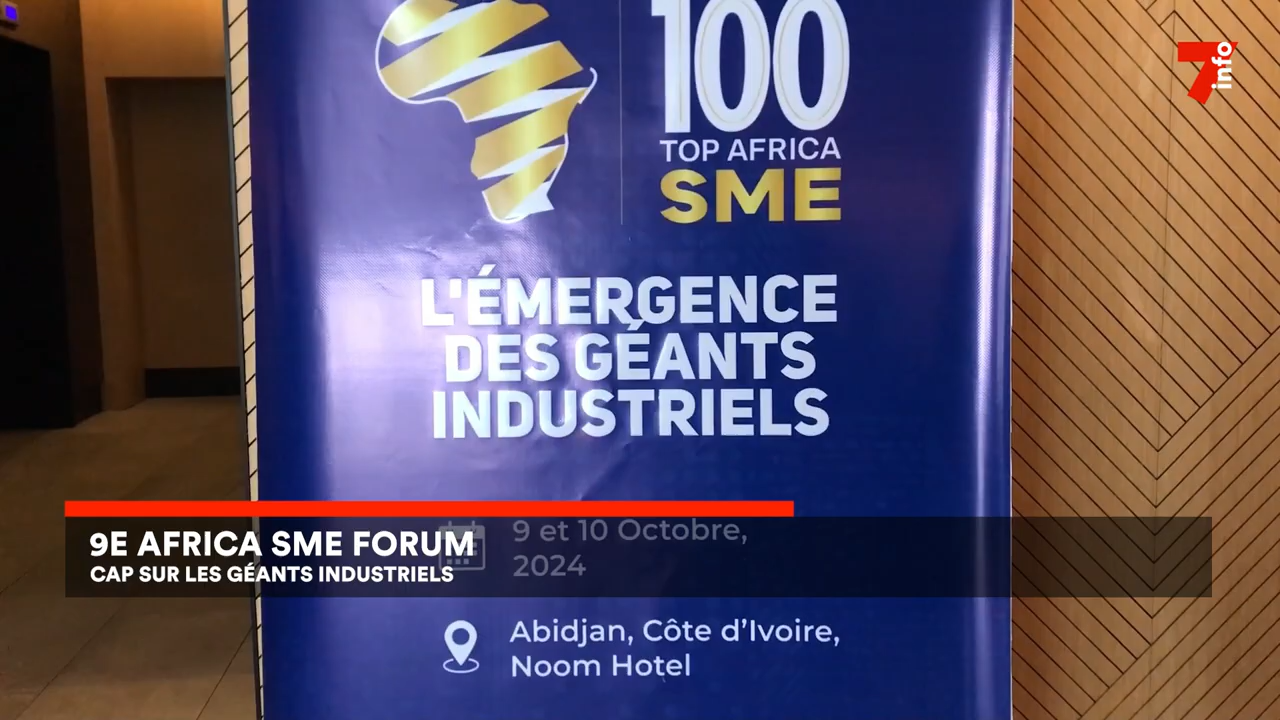 100
TOP AFRICA
SME
7info
L'ÉMERGENCE
DES GÉANTS
INDUSTRIELS
9 et 10 Octobre,
2024
9E AFRICA SME FORUM
CAP SUR LES GÉANTS INDUSTRIELS
Abidjan, Côte d’Ivoire,
Noom Hotel